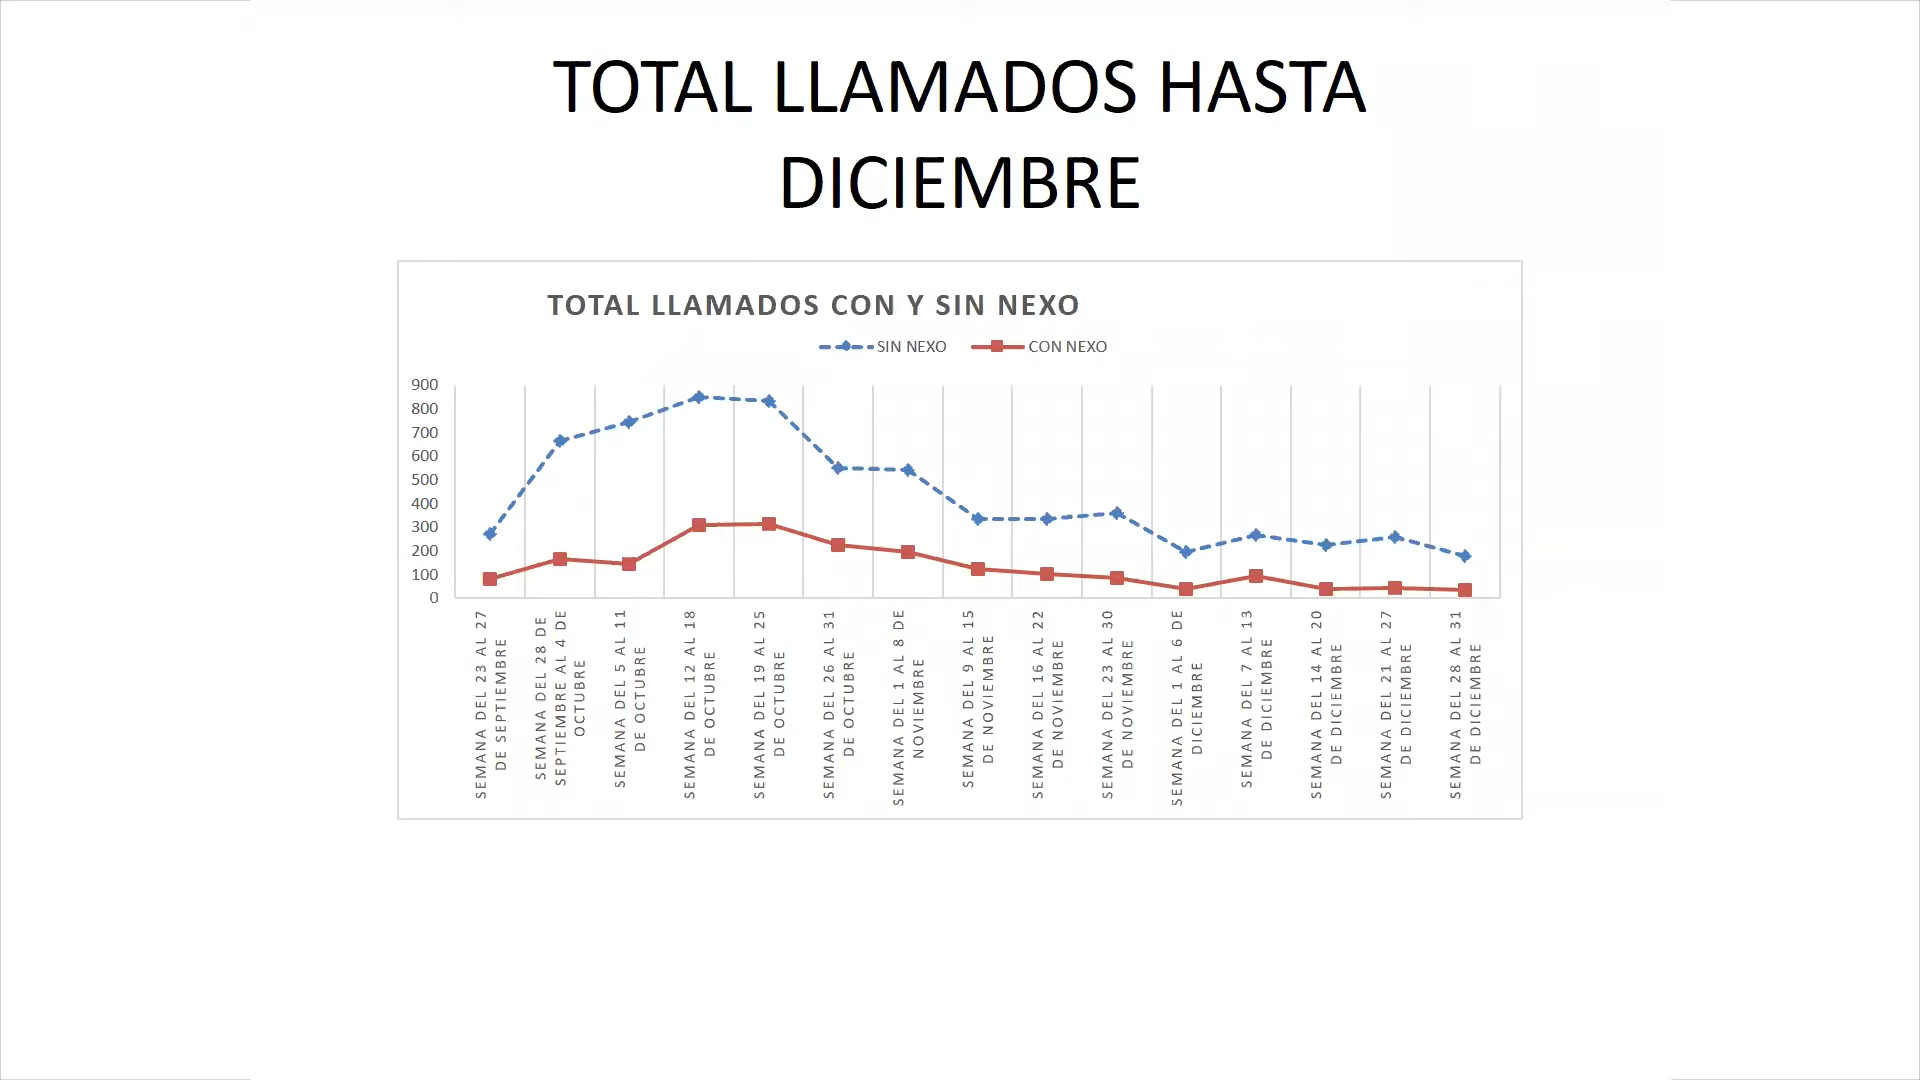 TOTAL LLAMADOS HASTA
DICIEMBRE
TOTAL LLAMADOS CON Y SIN NEXO
SIN NEXO
CON NEXO
900
800
700
600
500
400
300
200
100
0
SEMANA DEL 23 AL 27
DE SEPTIEMBRE
SEMANA DEL 28 DE
SEPTIEMBRE AL 4 DE
OCTUBRE
SEMANA DEL 5 AL 11
DE OCTUBRE
SEMANA DEL 12 AL 18
DE OCTUBRE
SEMANA DEL 19 AL 25
DE OCTUBRE
SEMANA DEL 26 AL 31
DE OCTUBRE
SEMANA DEL 1 AL 8 DE
NOVIEMBRE
SEMANA DEL 9 AL 15
DE NOVIEMBRE
SEMANA DEL 16 AL 22
DE NOVIEMBRE
SEMANA DEL 23 AL 30
DE NOVIEMBRE
SEMANA DEL 1 AL 6 DE
DICIEMBRE
SEMANA DEL 7 AL 13
DE DICIEMBRE
SEMANA DEL 14 AL 20
DE DICIEMBRE
SEMANA DEL 21 AL 27
DE DICIEMBRE
SEMANA DEL 28 AL 31
DE DICIEMBRE